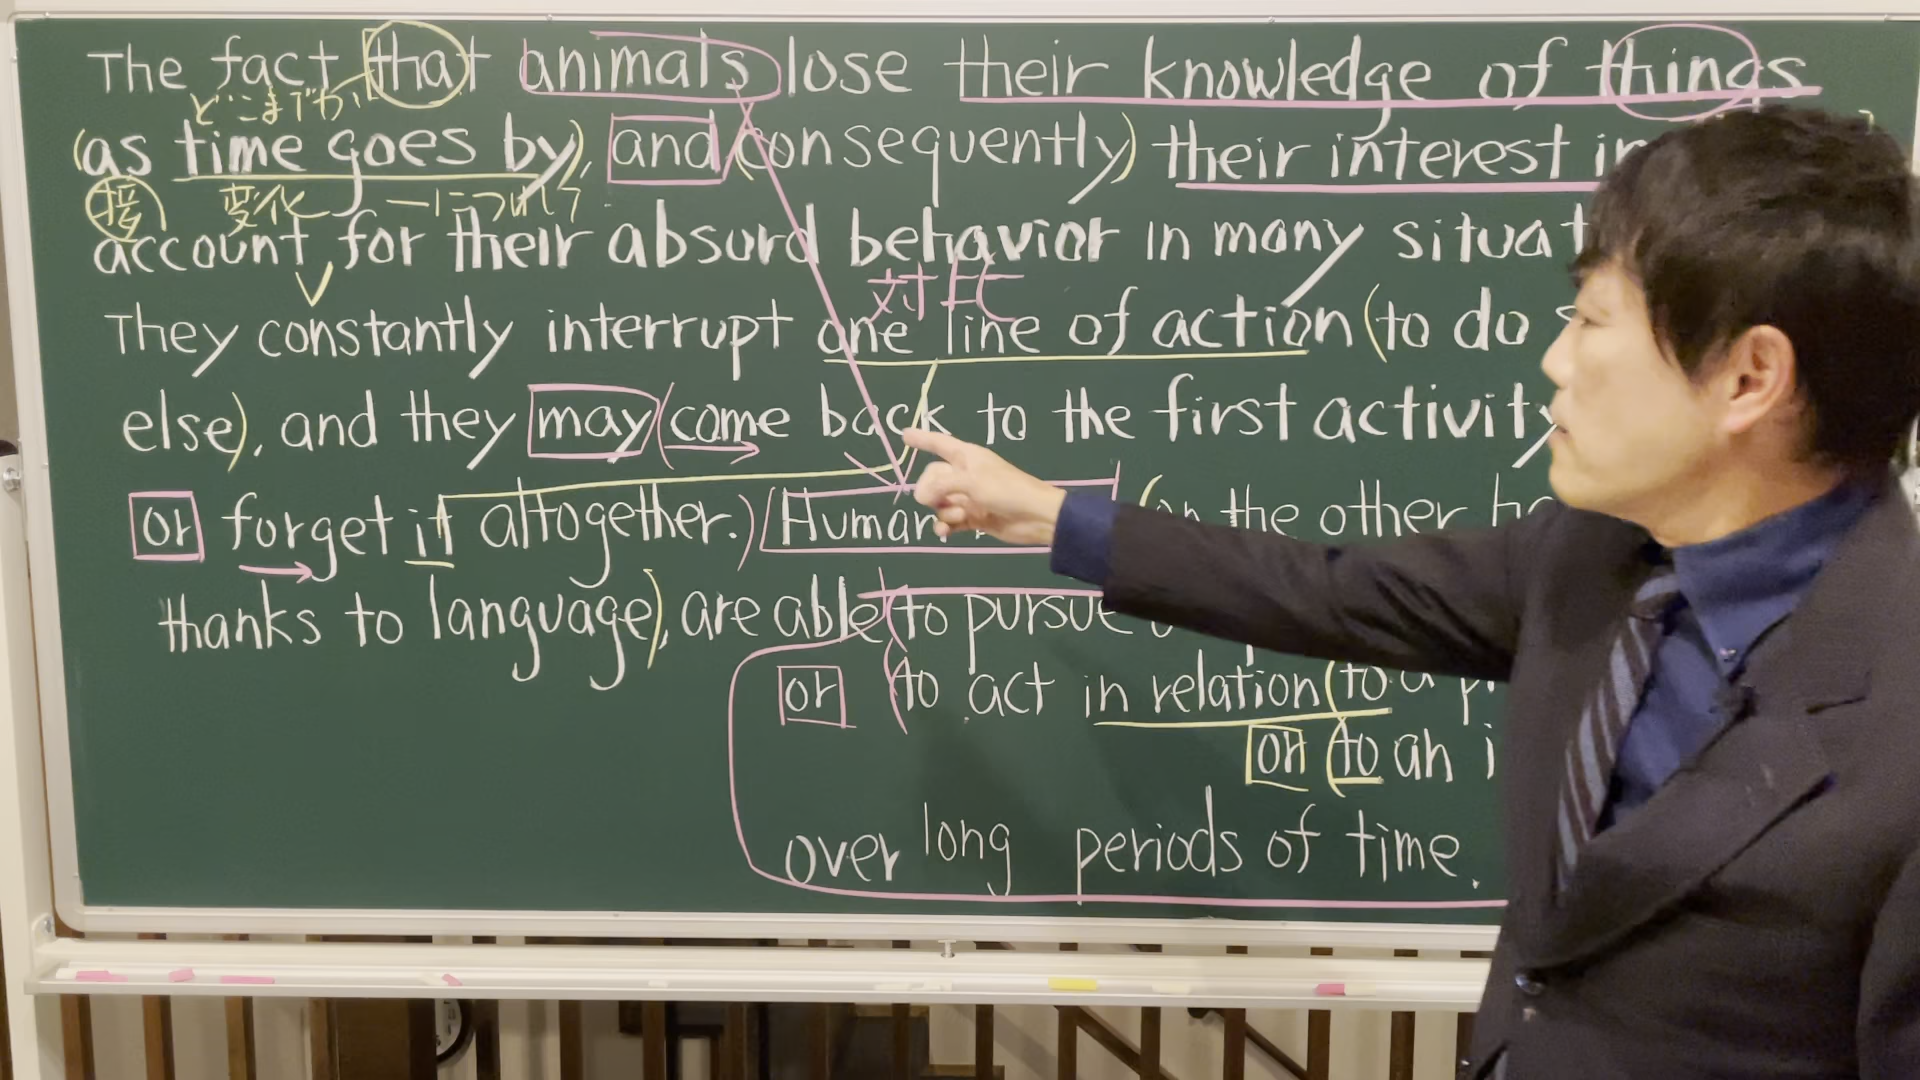 The fact that animals lose their knowledge of things
どこまでか
(as time goes by), and (consequently) their interest in
接 変化 ーにつれて
account for their absurd behavior in many
対比
They constantly interrupt one line of action (to do
else), and they may (come back to the first activity
or forget it altogether.) Human (on the other
thanks to language), are able (to pursue
or (to act in relation (to a
or (to an
over long periods of time.